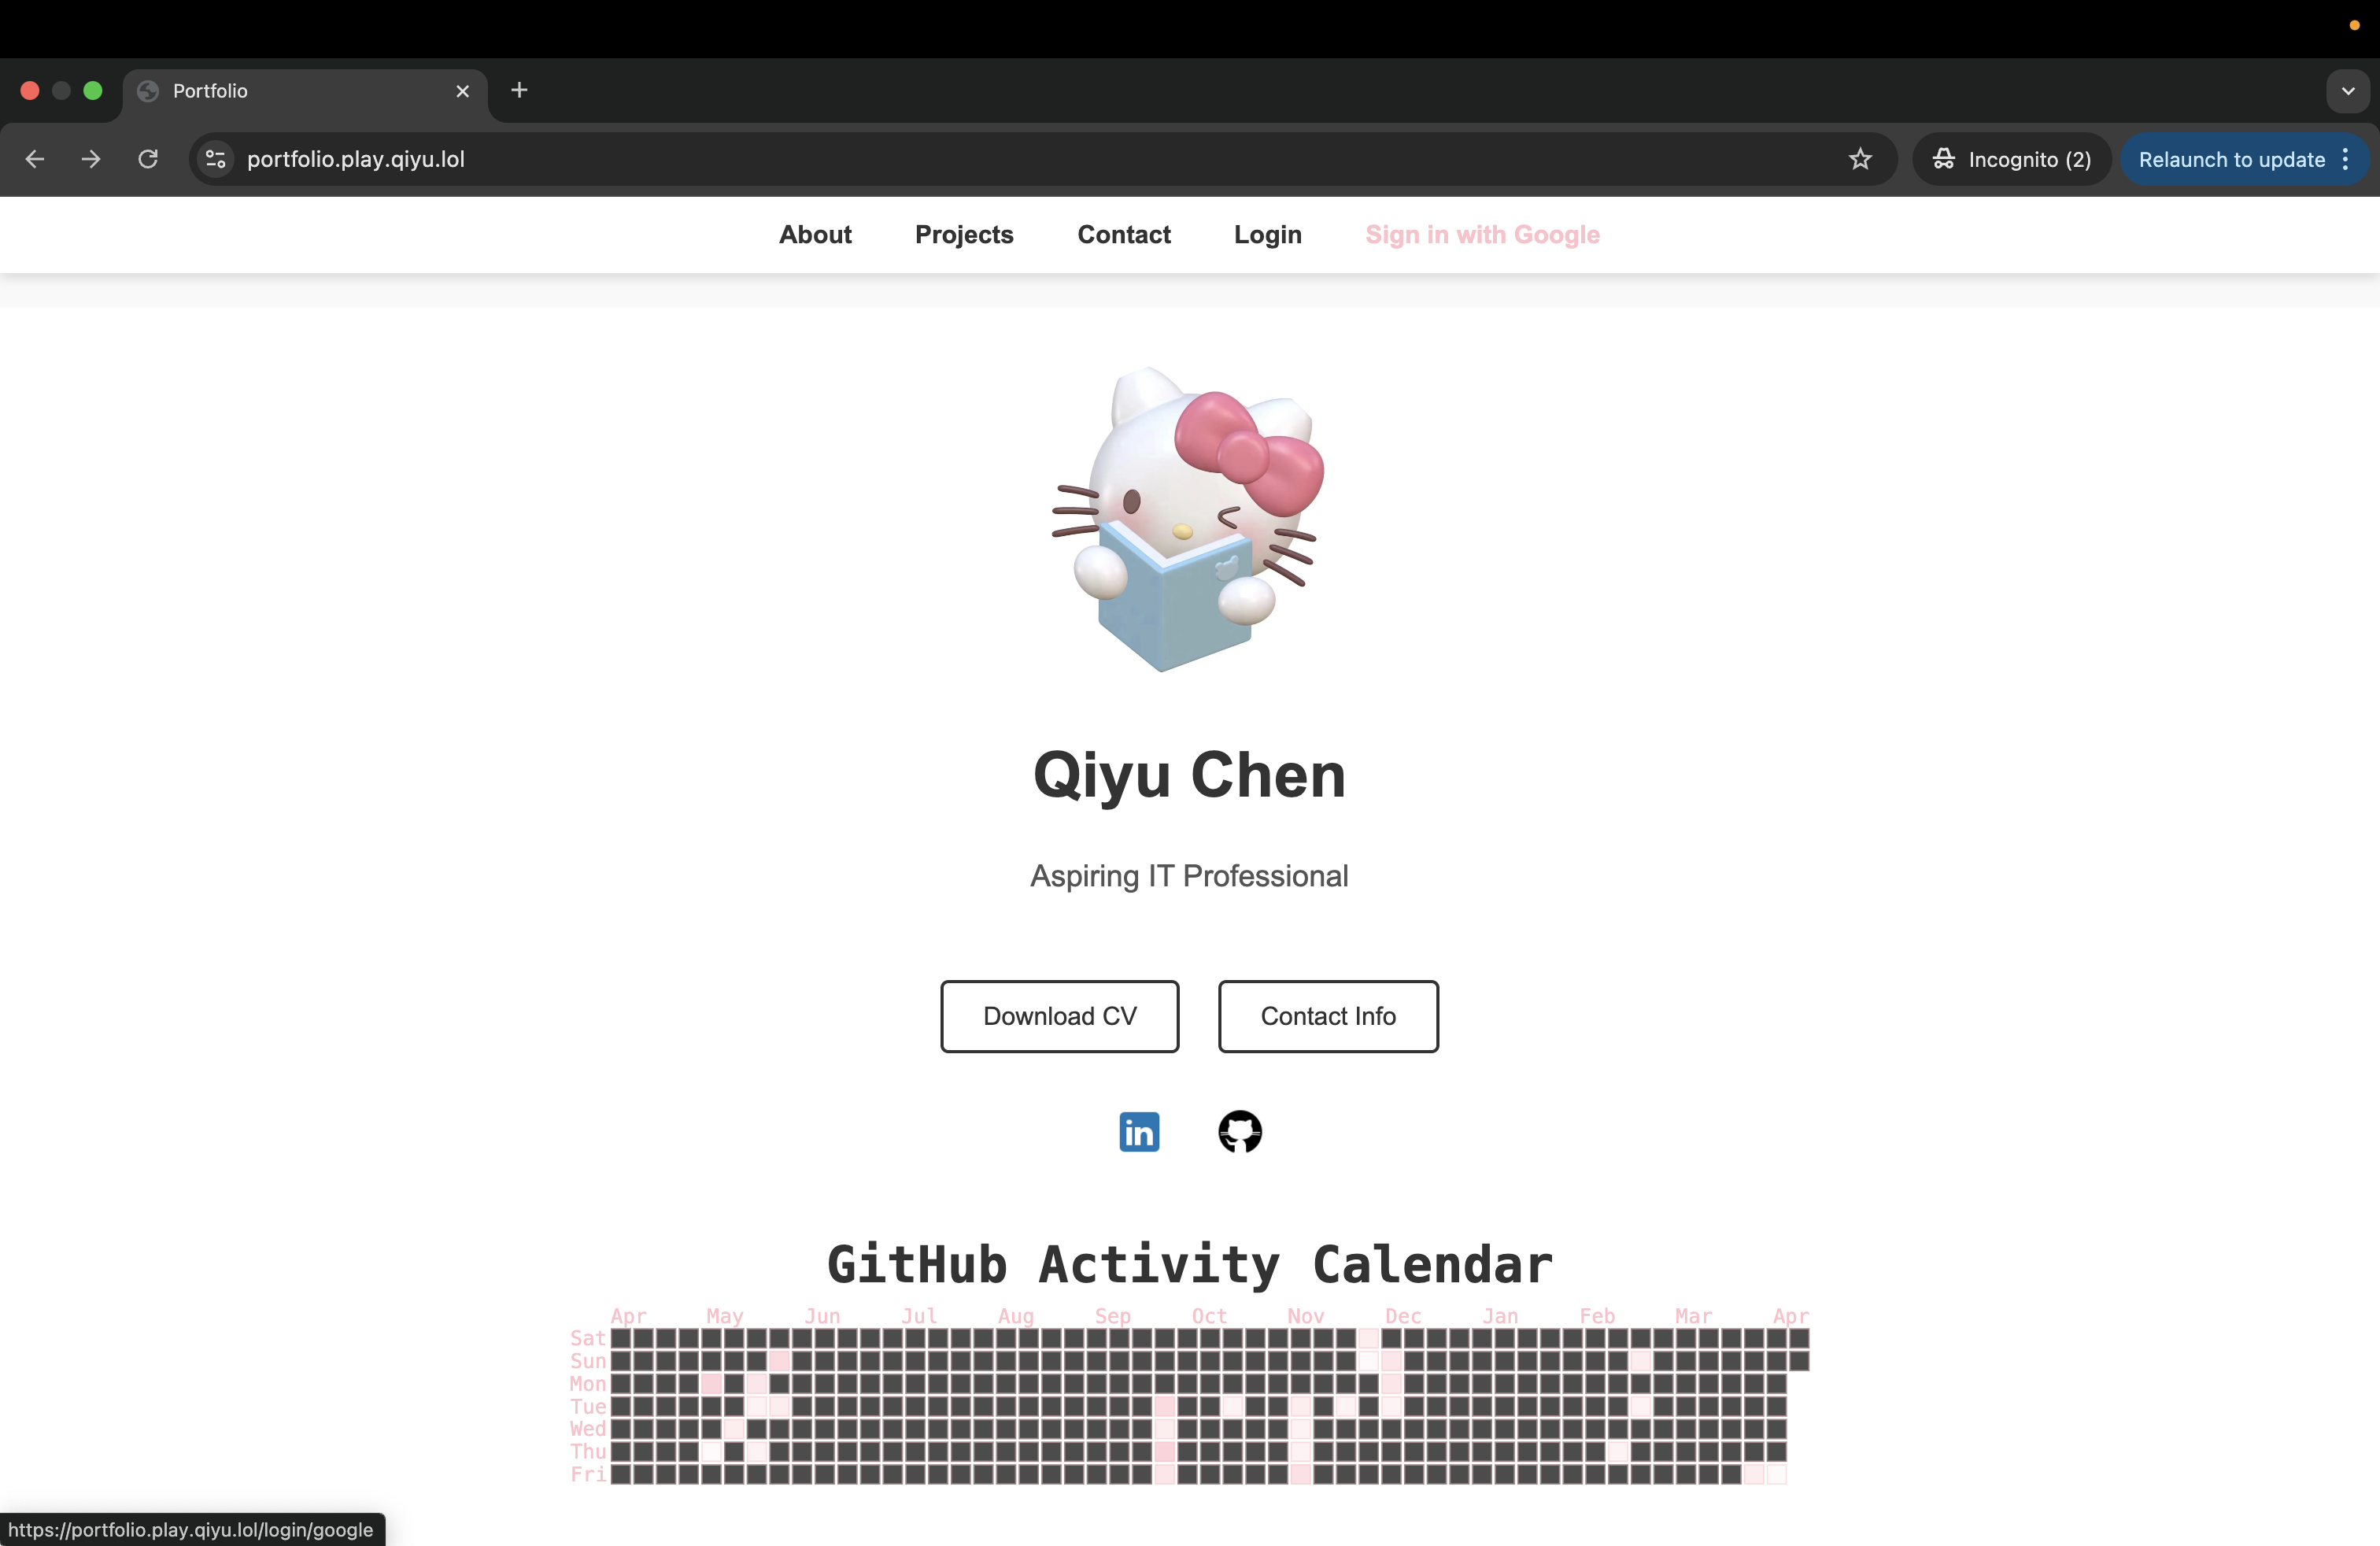 Portfolio
portfolio.play.qiyu.lol
Incognito (2)
Relaunch to update
About Projects Contact Login Sign in with Google
Qiyu Chen
Aspiring IT Professional
Download CV Contact Info
in
GitHub Activity Calendar
Apr May Jun Jul Aug Sep Oct Nov Dec Jan Feb Mar Apr
Sat
Sun
Mon
Tue
Wed
Thu
Fri
https://portfolio.play.qiyu.lol/login/google